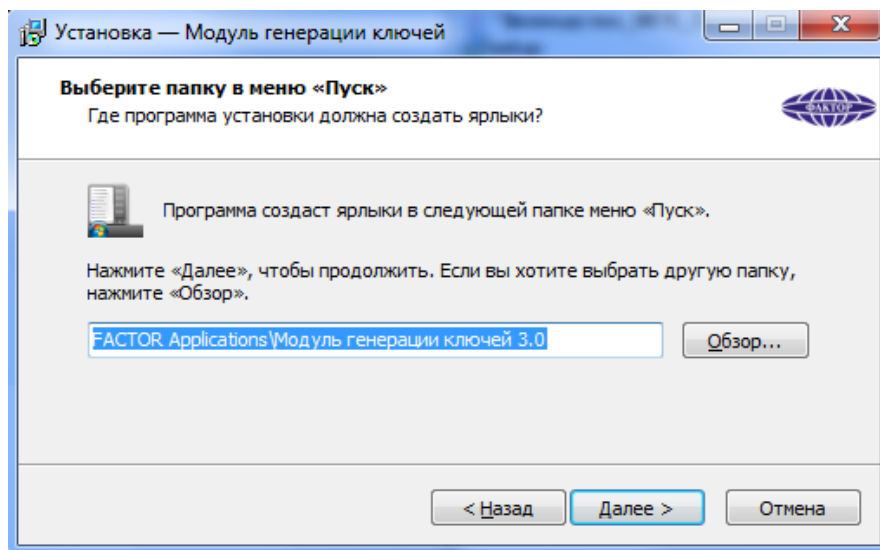 Установка — Модуль генерации ключей
Выберите папку в меню «Пуск»
Где программа установки должна создать ярлыки?
ФАКТОР
Программа создаст ярлыки в следующей папке меню «Пуск».
Нажмите «Далее», чтобы продолжить. Если вы хотите выбрать другую папку,
нажмите «Обзор».
FACTOR Applications\Модуль генерации ключей 3.0
Обзор...
< Назад
Далее >
Отмена